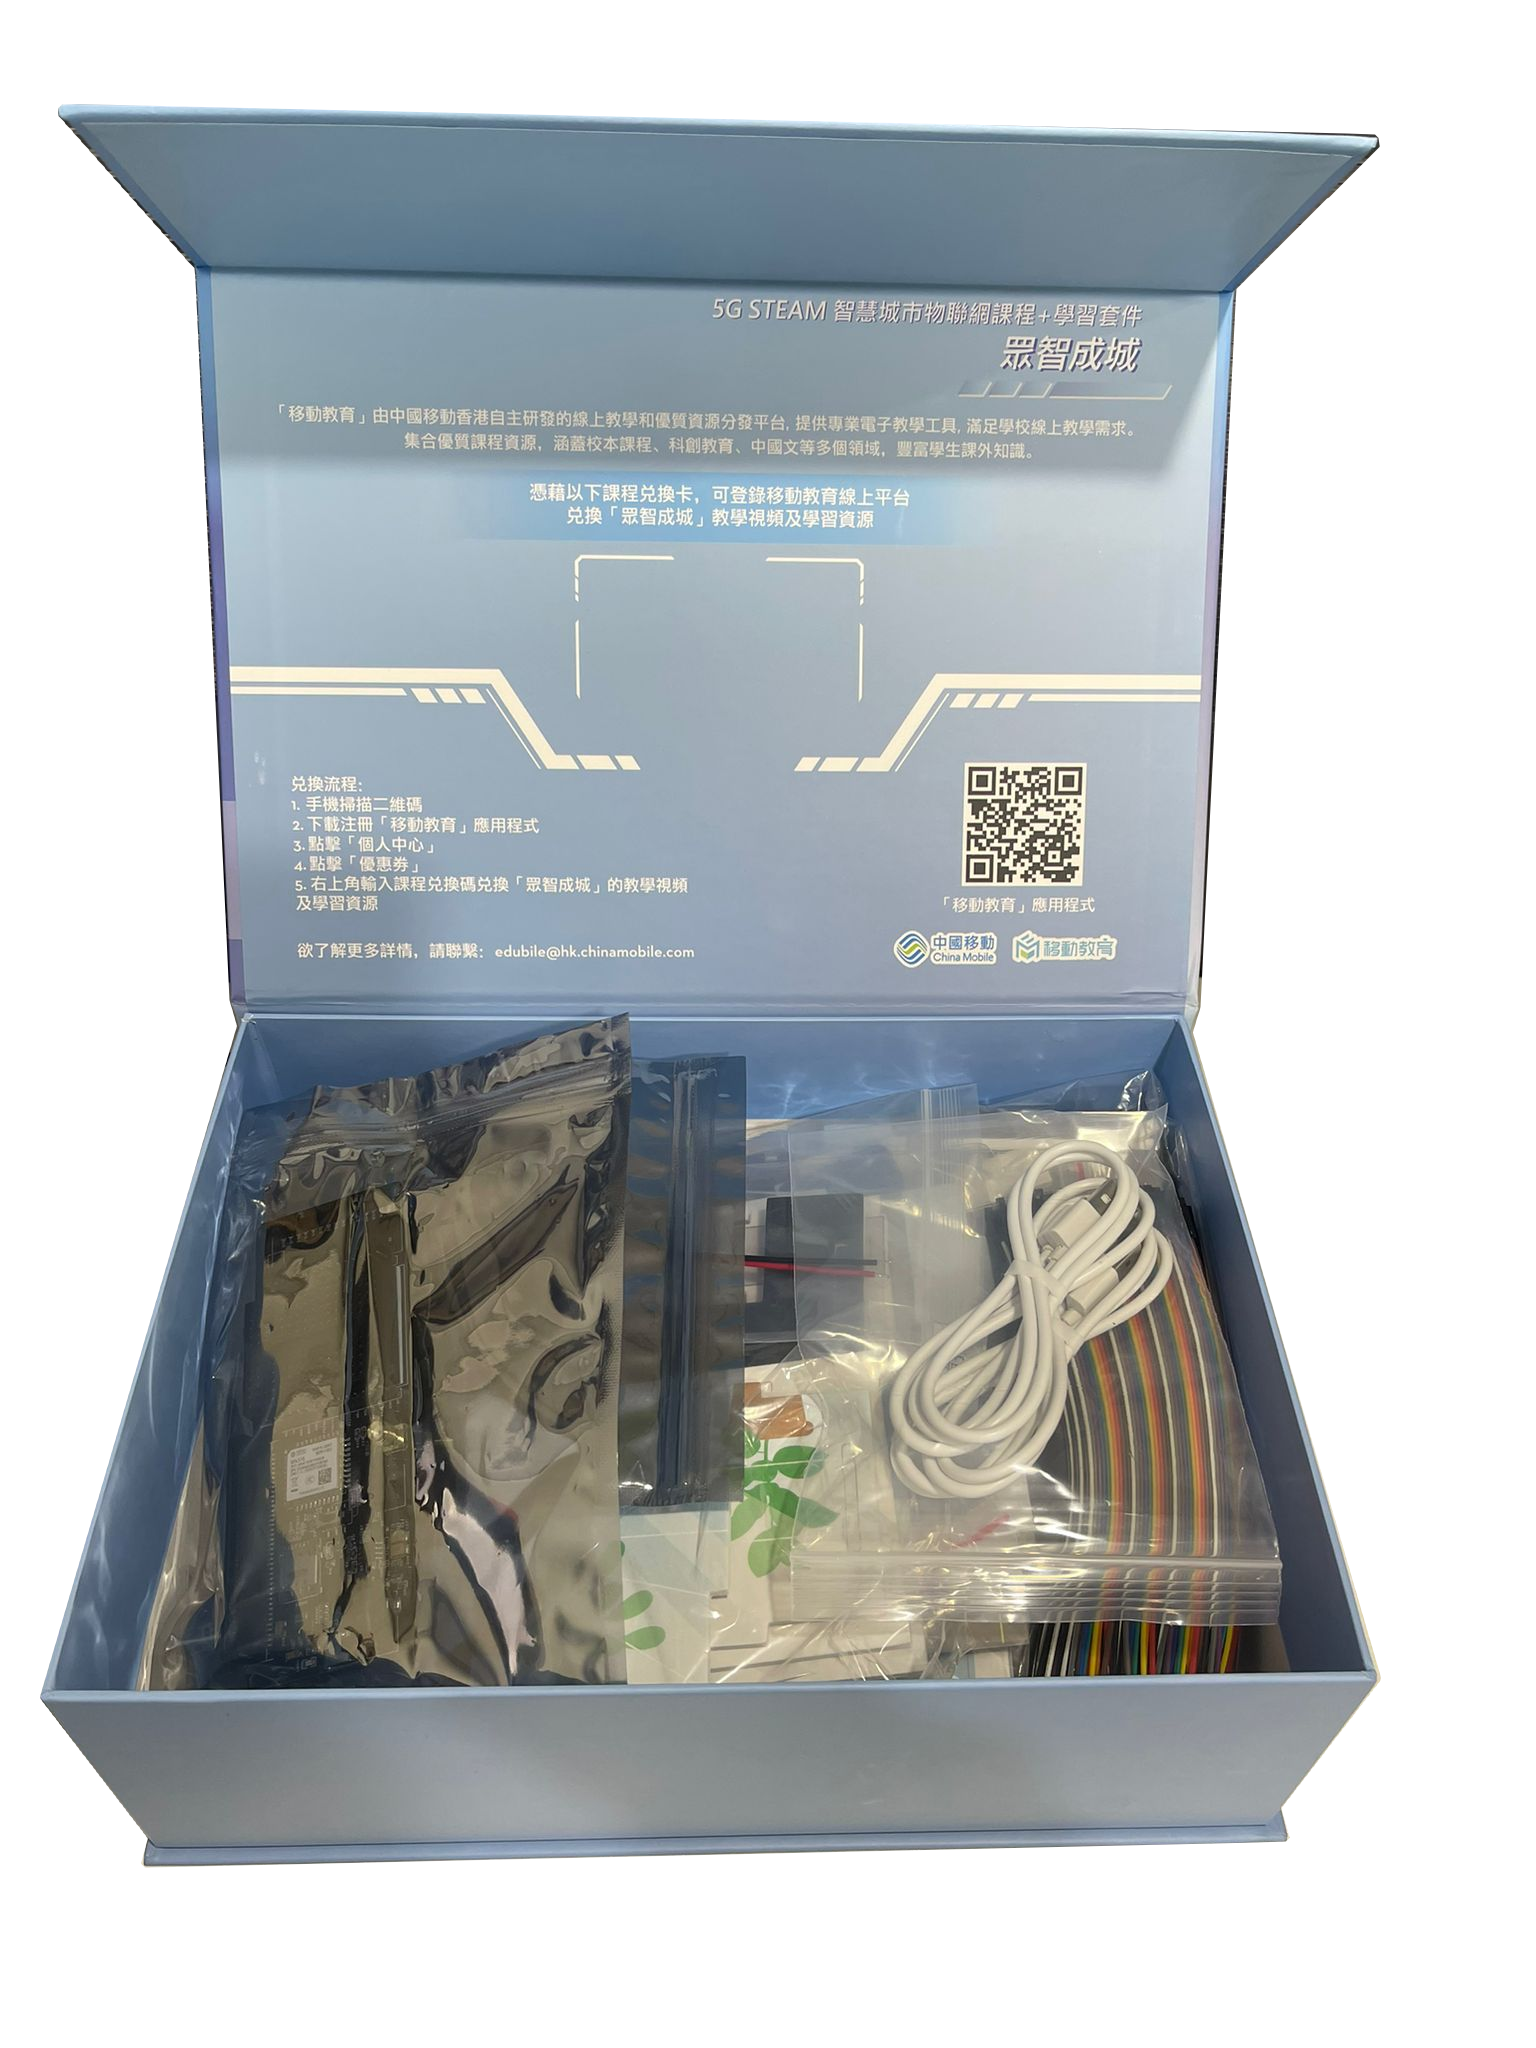 5G STEAM 智慧城市物聯網課程+學習套件
眾智成城
「移動教育」由中國移動香港自主研發的線上教學和優質資源分發平台, 提供專業電子教學工具, 滿足學校線上教學需求。
集合優質課程資源，涵蓋校本課程、科創教育、中國文等多個領域，豐富學生課外知識。
憑藉以下課程兌換卡，可登錄移動教育線上平台
兌換「眾智成城」教學視頻及學習資源
兌換流程:
1. 手機掃描二維碼
2. 下載注冊「移動教育」應用程式
3. 點擊「個人中心」
4. 點擊「優惠券」
5. 右上角輸入課程兌換碼兌換「眾智成城」的教學視頻
及學習資源
「移動教育」應用程式
欲了解更多詳情，請聯繫: edubile@hk.chinamobile.com
中國移動
China Mobile
移動教育